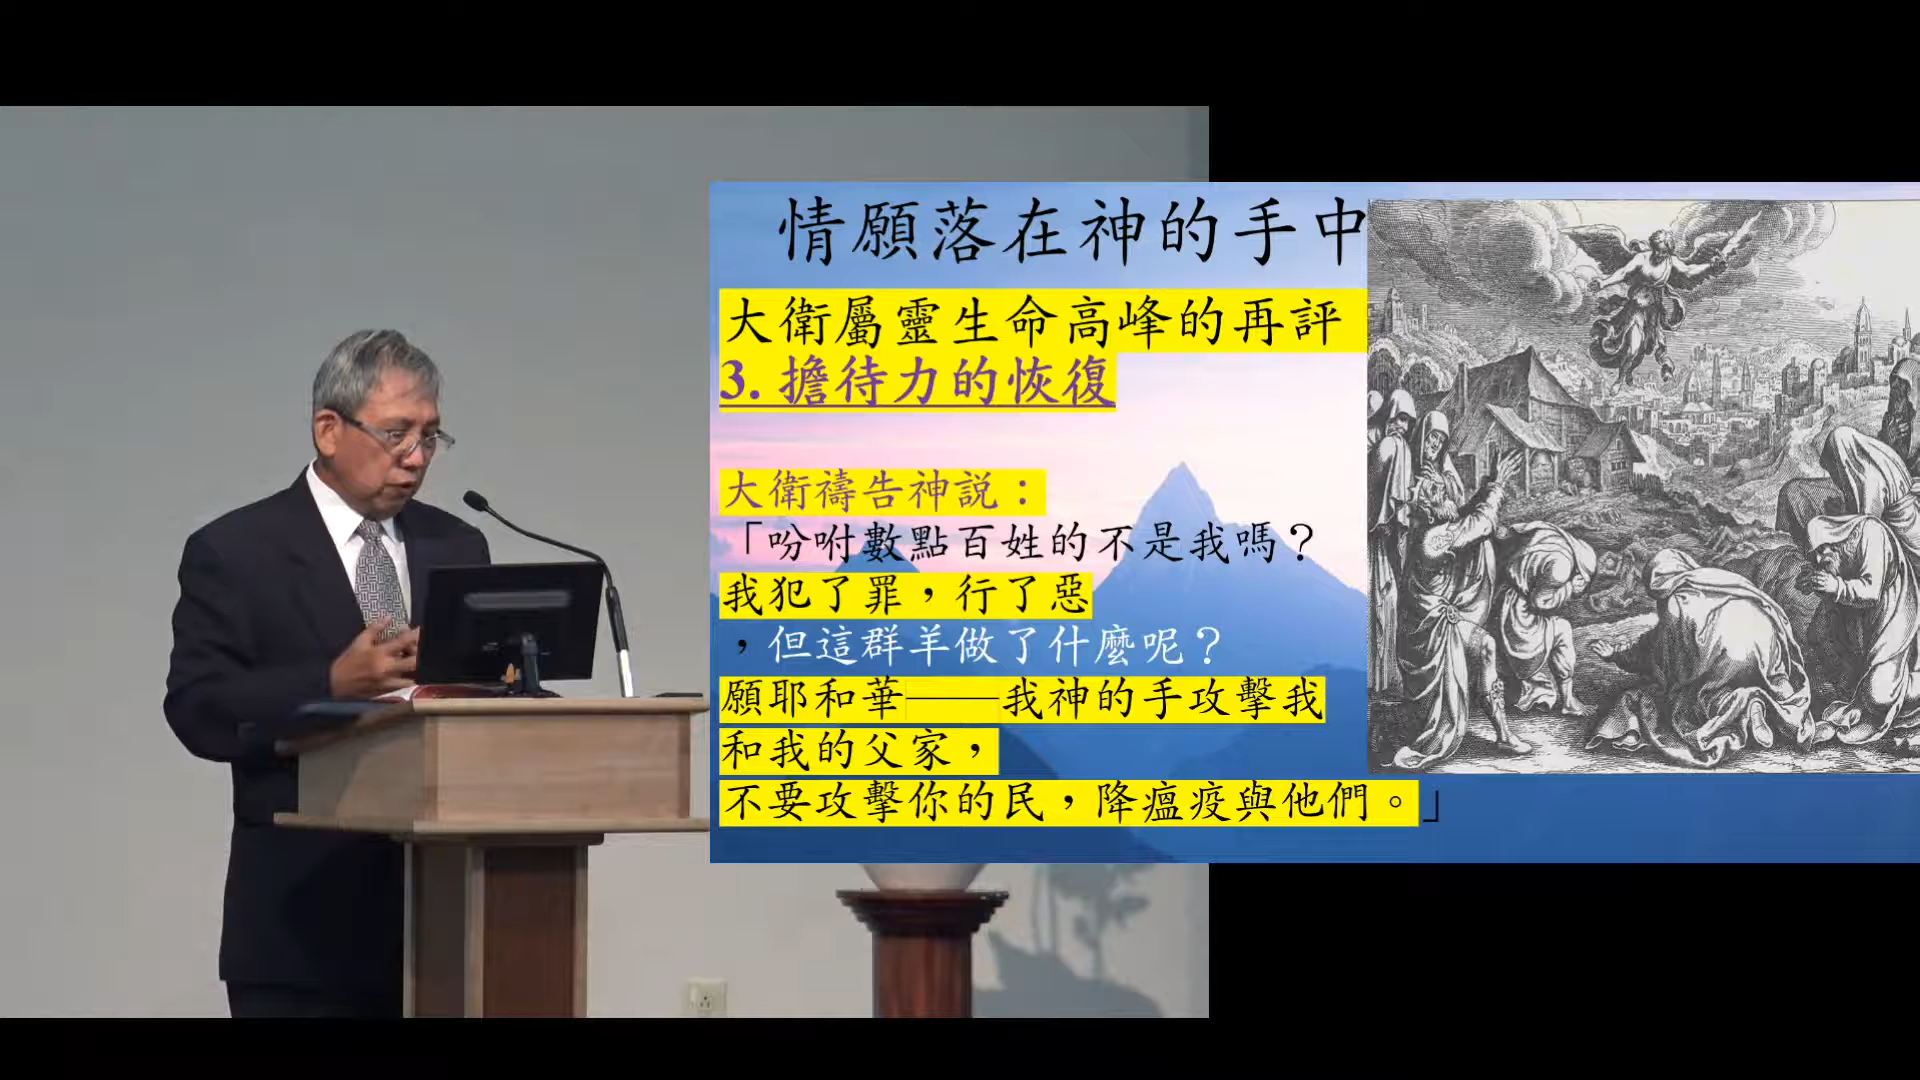 情願落在神的手中
大衛屬靈生命高峰的再評
3. 擔待力的恢復
大衛禱告神説：
「吩咐數點百姓的不是我嗎？
我犯了罪，行了惡
，但這群羊做了什麼呢？
願耶和華——我神的手攻擊我
和我的父家，
不要攻擊你的民，降瘟疫與他們。」